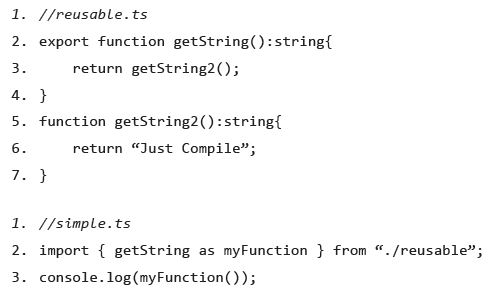 1. //reusable.ts
2. export function getString():string{
3. return getString2();
4. }
5. function getString2():string{
6. return “Just Compile”;
7. }
1. //simple.ts
2. import { getString as myFunction } from “./reusable”;
3. console.log(myFunction());